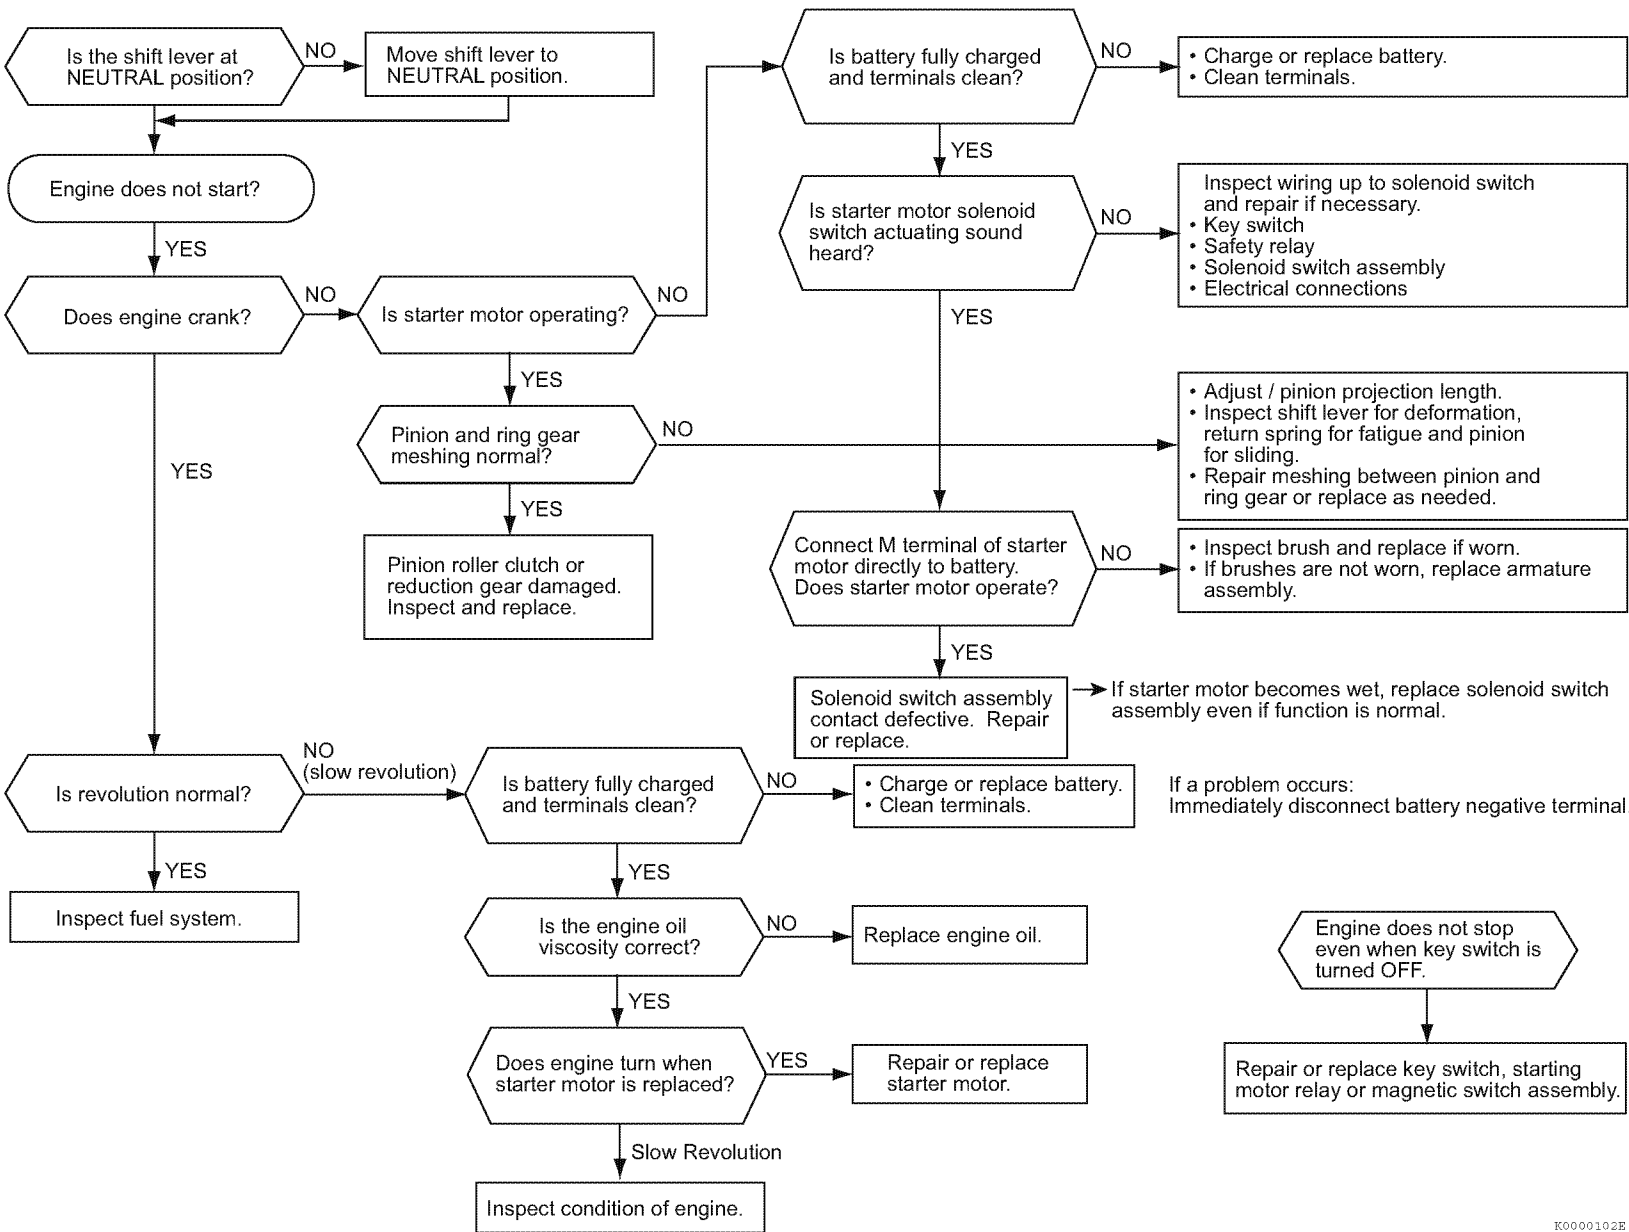 Is the shift lever at
NEUTRAL position?
NO
Move shift lever to
NEUTRAL position.
Engine does not start?
YES
Does engine crank?
NO
Is starter motor operating?
NO
YES
Pinion and ring gear
meshing normal?
NO
YES
Pinion roller clutch or
reduction gear damaged.
Inspect and replace.
YES
Is battery fully charged
and terminals clean?
NO
• Charge or replace battery.
• Clean terminals.
YES
Is starter motor solenoid
switch actuating sound
heard?
NO
Inspect wiring up to solenoid switch
and repair if necessary.
• Key switch
• Safety relay
• Solenoid switch assembly
• Electrical connections
YES
• Adjust / pinion projection length.
• Inspect shift lever for deformation,
return spring for fatigue and pinion
for sliding.
• Repair meshing between pinion and
ring gear or replace as needed.
Connect M terminal of starter
motor directly to battery.
Does starter motor operate?
NO
• Inspect brush and replace if worn.
• If brushes are not worn, replace armature
assembly.
YES
Solenoid switch assembly
contact defective. Repair
or replace.
If starter motor becomes wet, replace solenoid switch
assembly even if function is normal.
Is revolution normal?
NO
(slow revolution)
YES
Inspect fuel system.
Is battery fully charged
and terminals clean?
NO
• Charge or replace battery.
• Clean terminals.
If a problem occurs:
Immediately disconnect battery negative terminal.
YES
Is the engine oil
viscosity correct?
NO
Replace engine oil.
YES
Does engine turn when
starter motor is replaced?
YES
Repair or replace
starter motor.
Slow Revolution
Inspect condition of engine.
Engine does not stop
even when key switch is
turned OFF.
Repair or replace key switch, starting
motor relay or magnetic switch assembly.
K0000102E